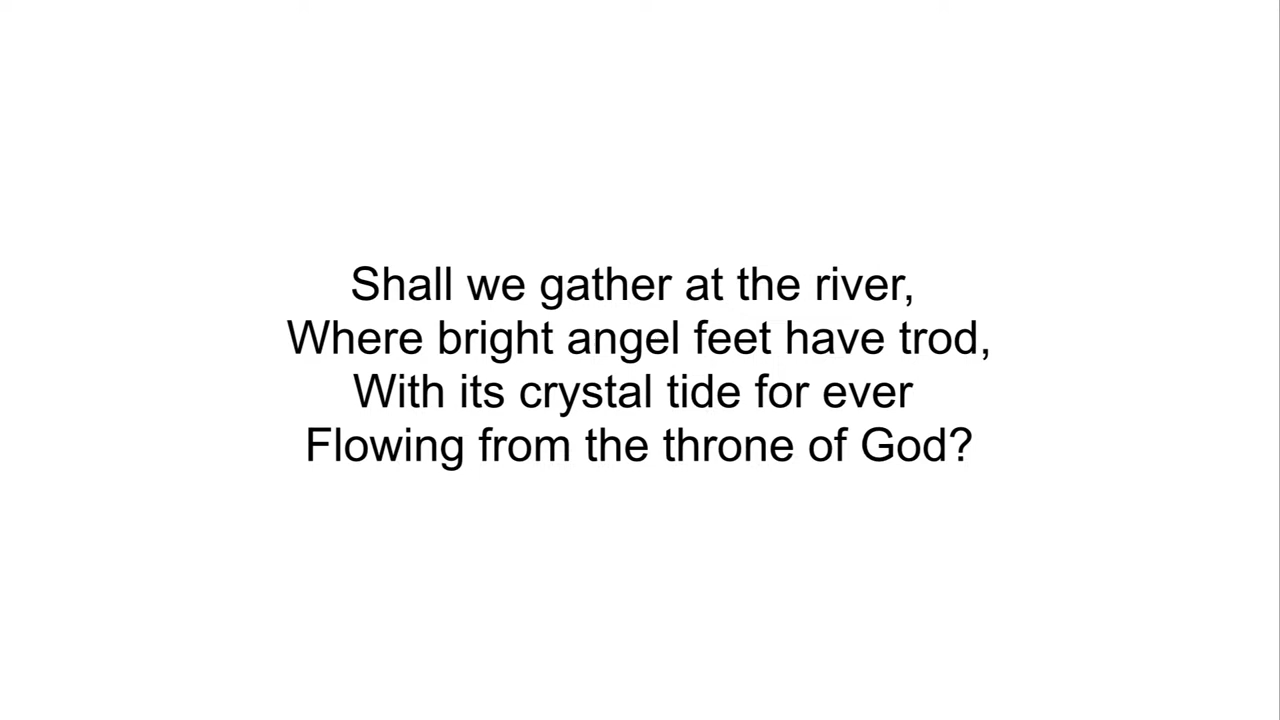 Shall we gather at the river,
Where bright angel feet have trod,
With its crystal tide for ever
Flowing from the throne of God?